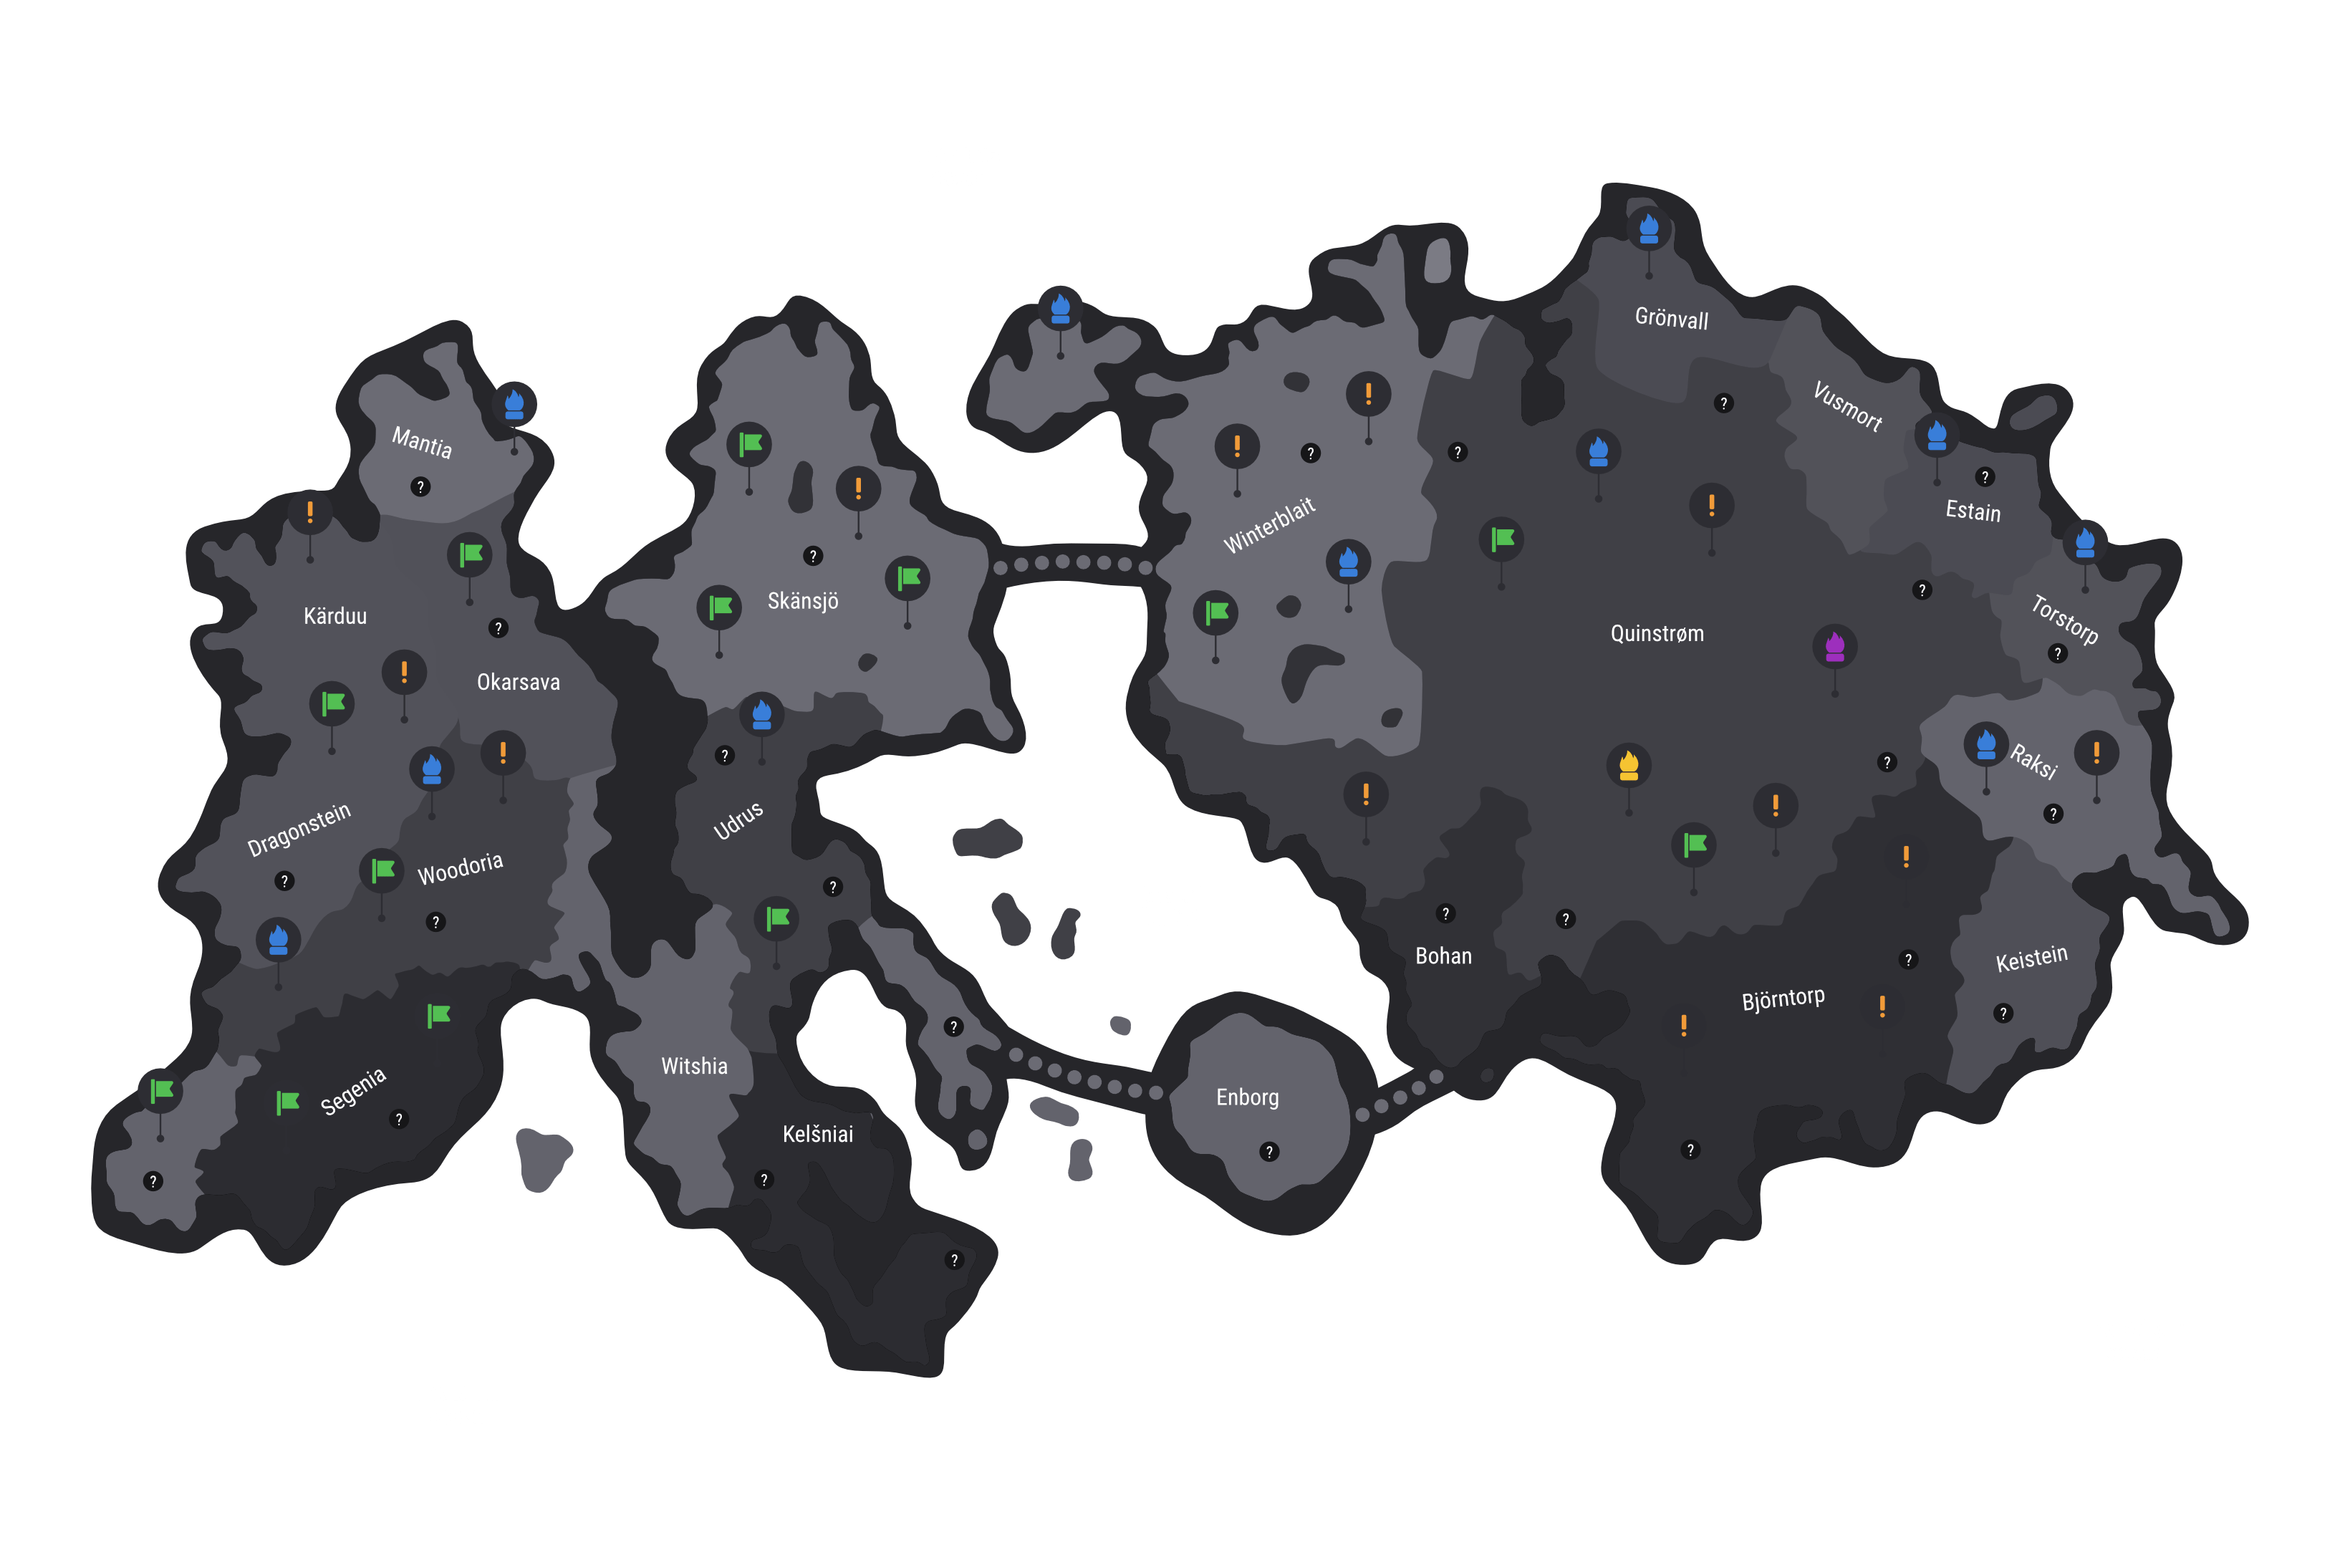 Grönvall
Vusmort
Mantia
?
?
?
?
?
Estain
Winterblait
?
Skänsjö
?
Kärduu
?
Okarsava
Quinstrøm
Torstorp
?
?
Udrus
?
Raksi
?
Dragonstein
?
Woodoria
?
?
?
?
Bohan
?
Keistein
?
?
Björntorp
?
Witshia
Segenia
?
Enborg
?
Kelšniai
?
?
?
?